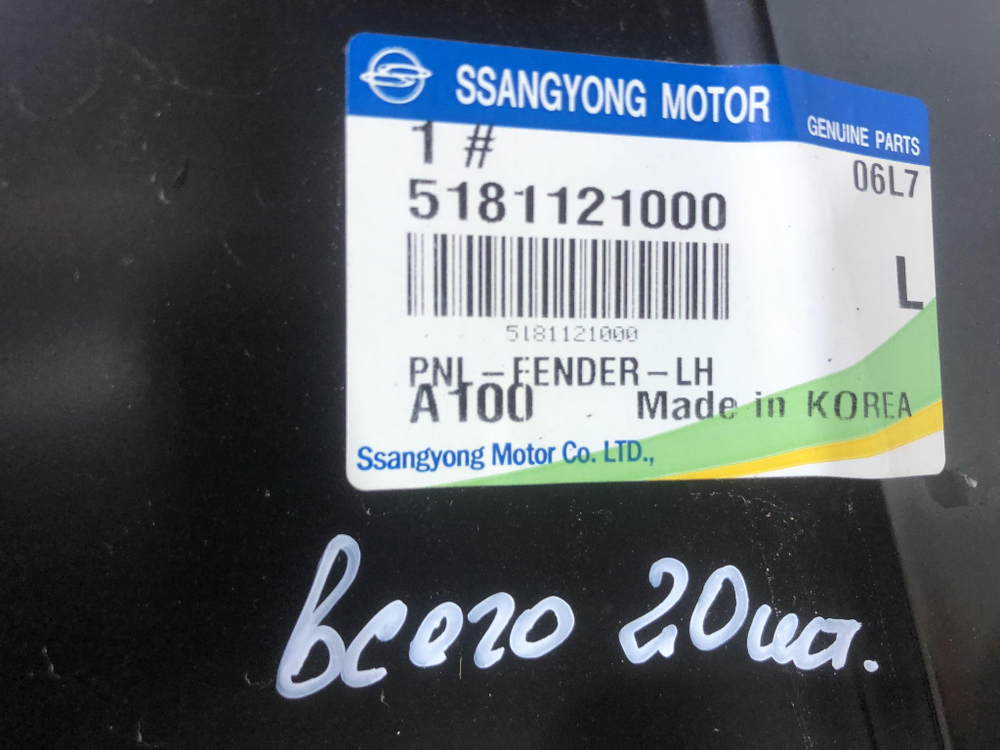 SSANGYONG MOTOR
GENUINE PARTS
1 #
06L7
5181121000
L
5181121000
PNL-FENDER-LH
A100 Made in KOREA
Ssangyong Motor Co. LTD.,
всего 20шт.